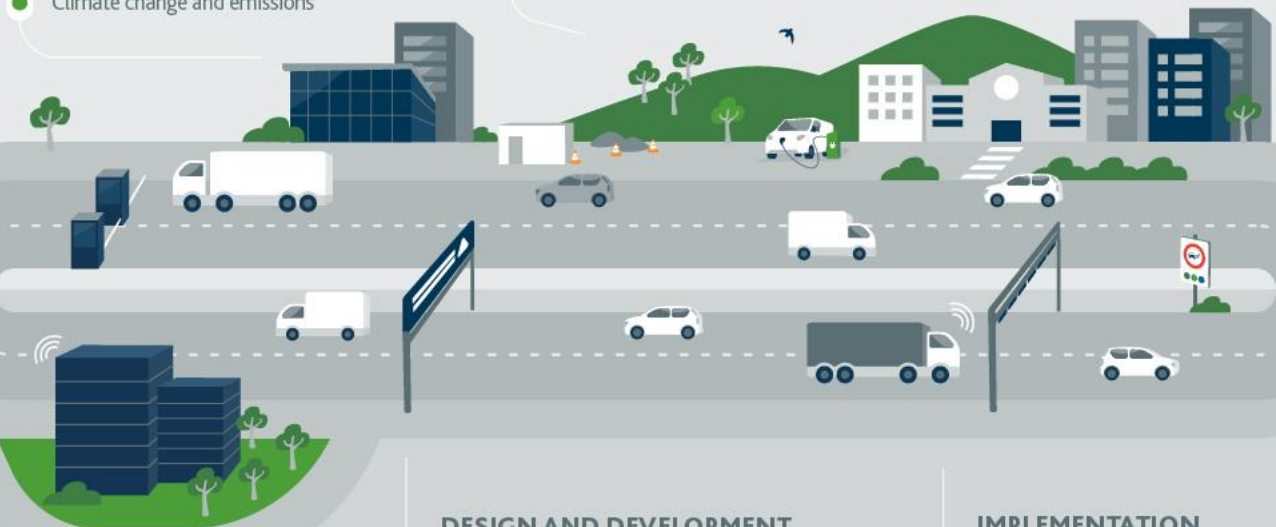 Climate change and emissions
DESIGN AND DEVELOPMENT
IMPLEMENTATION